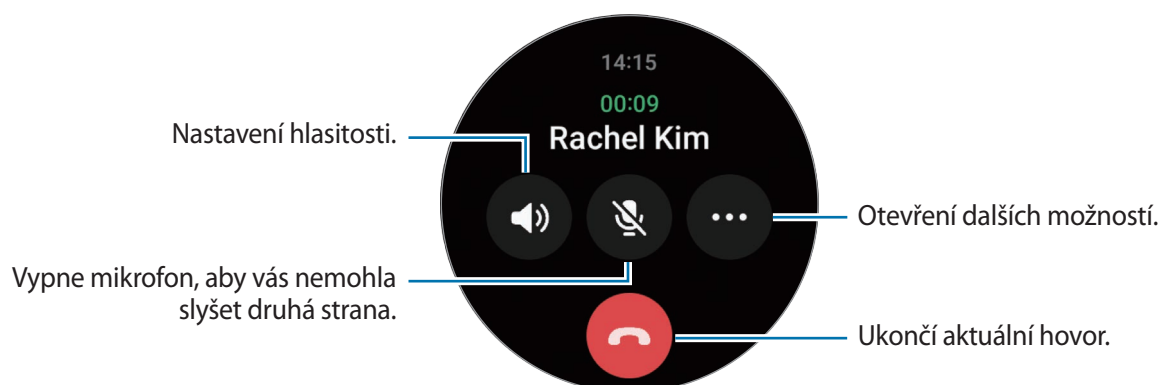 14:15
00:09
Rachel Kim
Nastavení hlasitosti.
Otevření dalších možností.
Vypne mikrofon, aby vás nemohla
slyšet druhá strana.
Ukončí aktuální hovor.